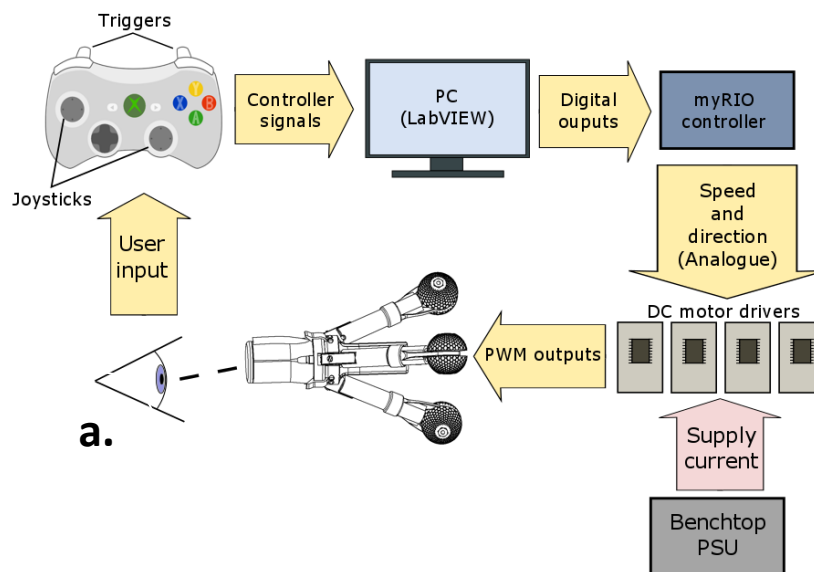 Triggers
Y
X
X
B
A
Joysticks
Controller
signals
PC
(LabVIEW)
Digital
ouputs
myRIO
controller
Speed
and
direction
(Analogue)
DC motor drivers
PWM outputs
Supply
current
Benchtop
PSU
User
input
a.